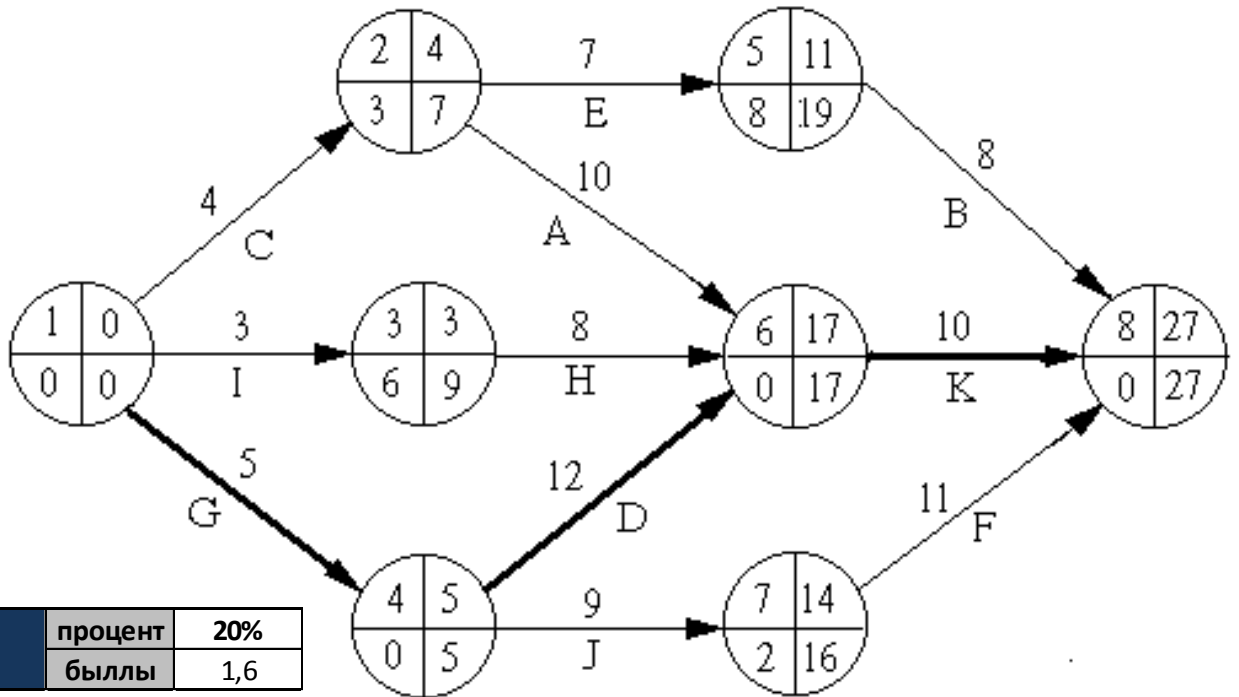 2 4 7 5 11
3 7 E 8 19
10 8
4 A B
C
1 0 3 3 3 8 6 17 10 8 27
0 0 I 6 9 H 0 17 K 0 27
5 12
G D 11
F
4 5 9 7 14
0 5 J 2 16
процент 20%
быллы 1,6